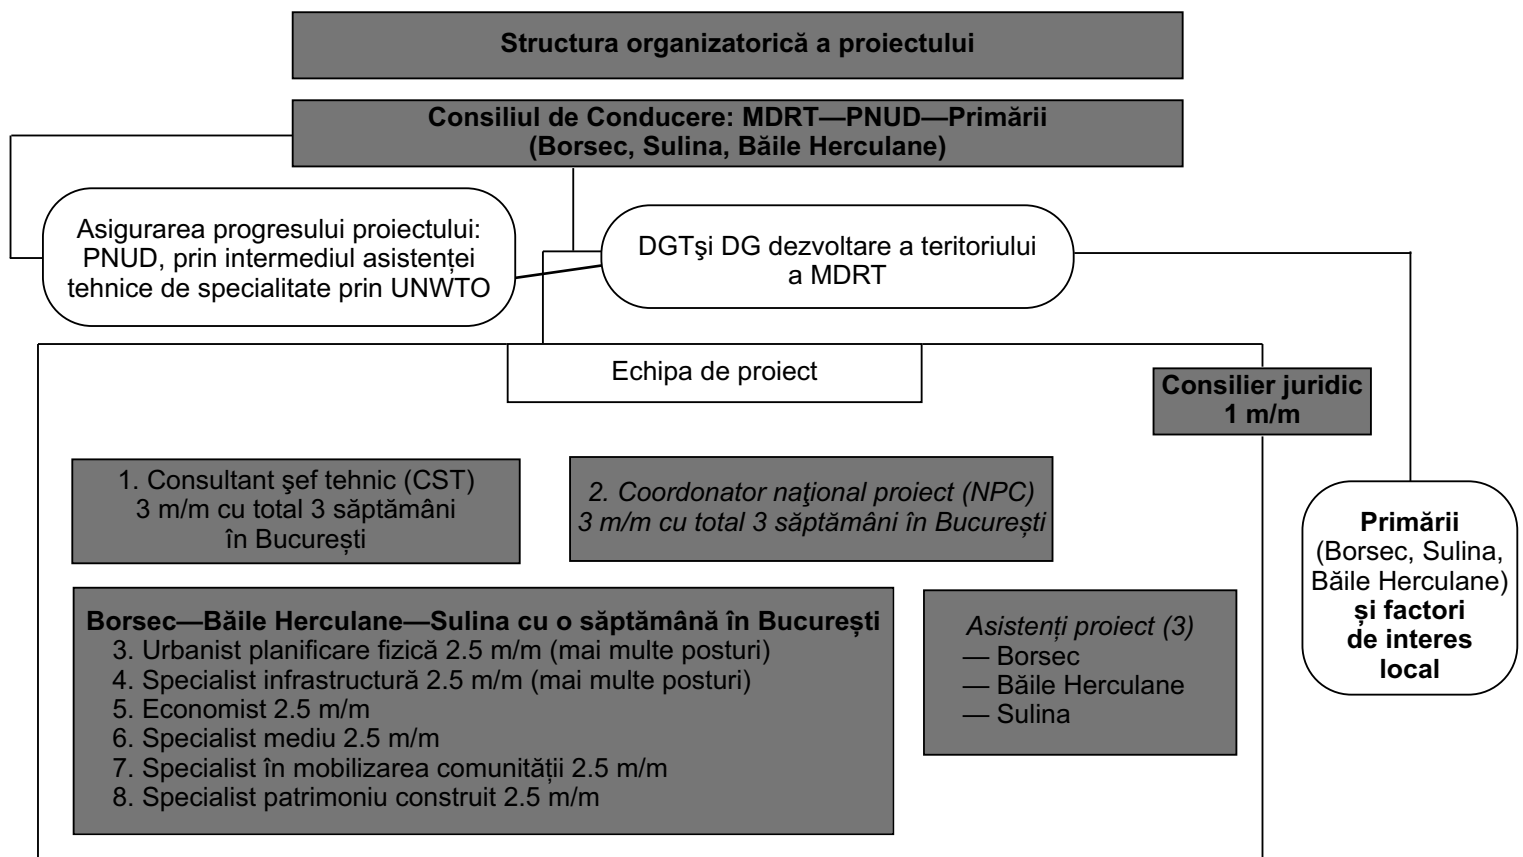 Structura organizatorică a proiectului
Consiliul de Conducere: MDRT—PNUD—Primării
(Borsec, Sulina, Băile Herculane)
Asigurarea progresului proiectului:
PNUD, prin intermediul asistenței
tehnice de specialitate prin UNWTO
DGTşi DG dezvoltare a teritoriului
a MDRT
Echipa de proiect
Consilier juridic
1 m/m
1. Consultant şef tehnic (CST)
3 m/m cu total 3 săptămâni
în București
2. Coordonator naţional proiect (NPC)
3 m/m cu total 3 săptămâni în București
Primării
(Borsec, Sulina,
Băile Herculane)
și factori
de interes
local
Borsec—Băile Herculane—Sulina cu o săptămână în București
3. Urbanist planificare fizică 2.5 m/m (mai multe posturi)
4. Specialist infrastructură 2.5 m/m (mai multe posturi)
5. Economist 2.5 m/m
6. Specialist mediu 2.5 m/m
7. Specialist în mobilizarea comunității 2.5 m/m
8. Specialist patrimoniu construit 2.5 m/m
Asistenți proiect (3)
— Borsec
— Băile Herculane
— Sulina